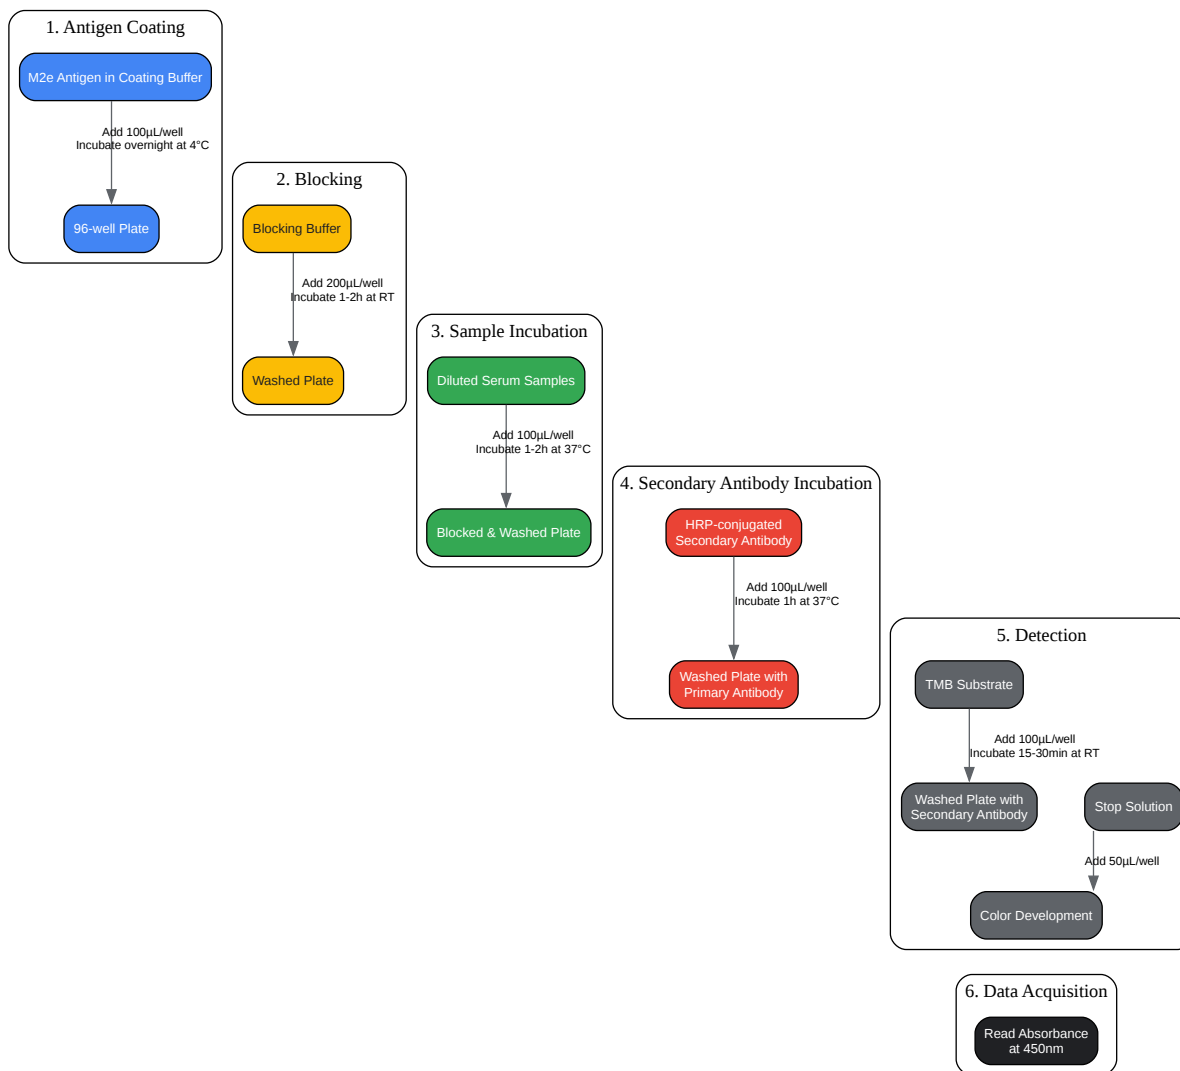 1. Antigen Coating
M2e Antigen in Coating Buffer
Add 100µL/well
Incubate overnight at 4°C
96-well Plate
2. Blocking
Blocking Buffer
Add 200µL/well
Incubate 1-2h at RT
Washed Plate
3. Sample Incubation
Diluted Serum Samples
Add 100µL/well
Incubate 1-2h at 37°C
Blocked & Washed Plate
4. Secondary Antibody Incubation
HRP-conjugated
Secondary Antibody
Add 100µL/well
Incubate 1h at 37°C
Washed Plate with
Primary Antibody
5. Detection
TMB Substrate
Add 100µL/well
Incubate 15-30min at RT
Washed Plate with
Secondary Antibody
Stop Solution
Add 50µL/well
Color Development
6. Data Acquisition
Read Absorbance
at 450nm